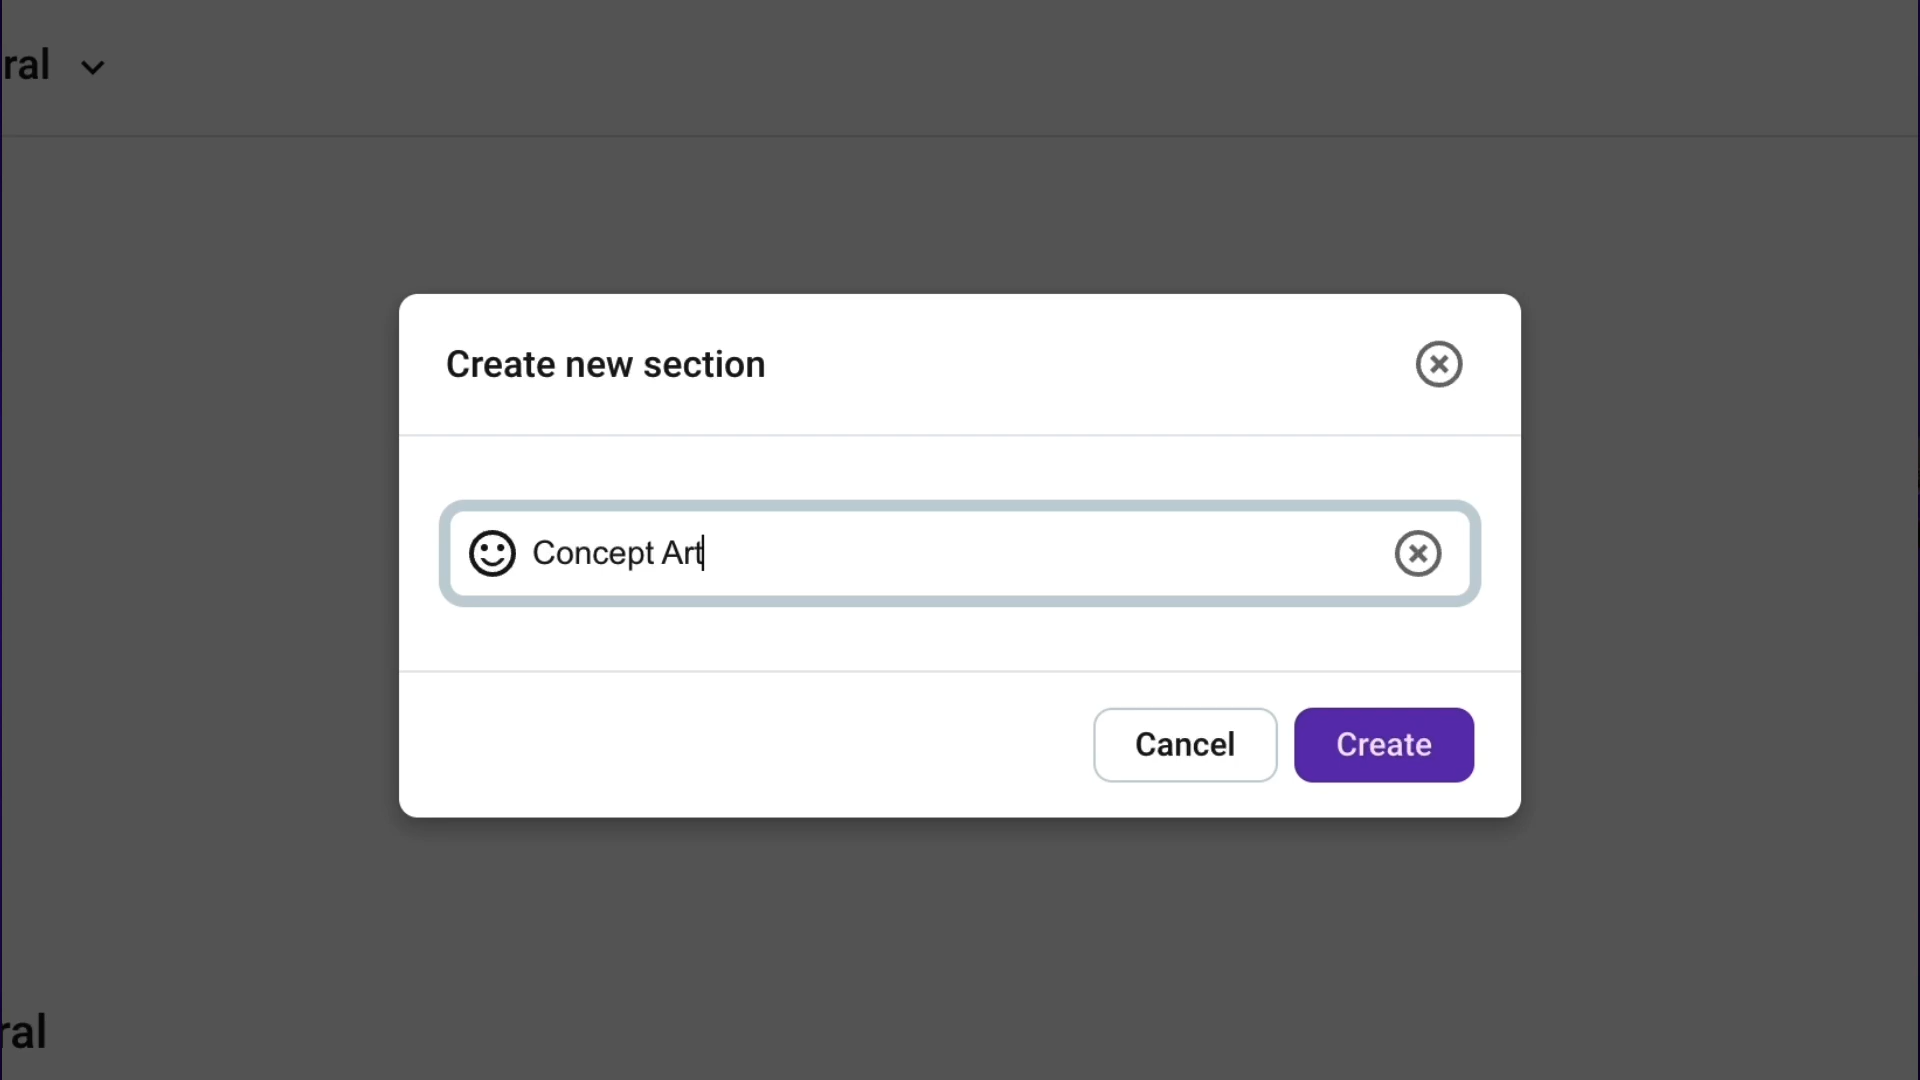 ral
Create new section
Concept Art
Cancel
Create
ral